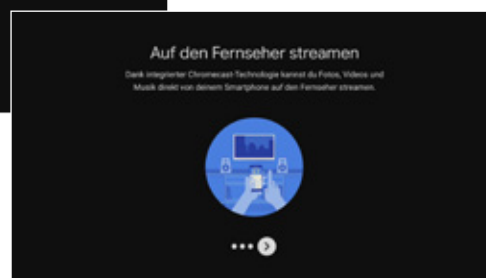 Auf den Fernseher streamen
Dank integrierter Chromecast-Technologie kannst du Fotos, Videos und
Musik direkt von deinem Smartphone auf den Fernseher streamen.